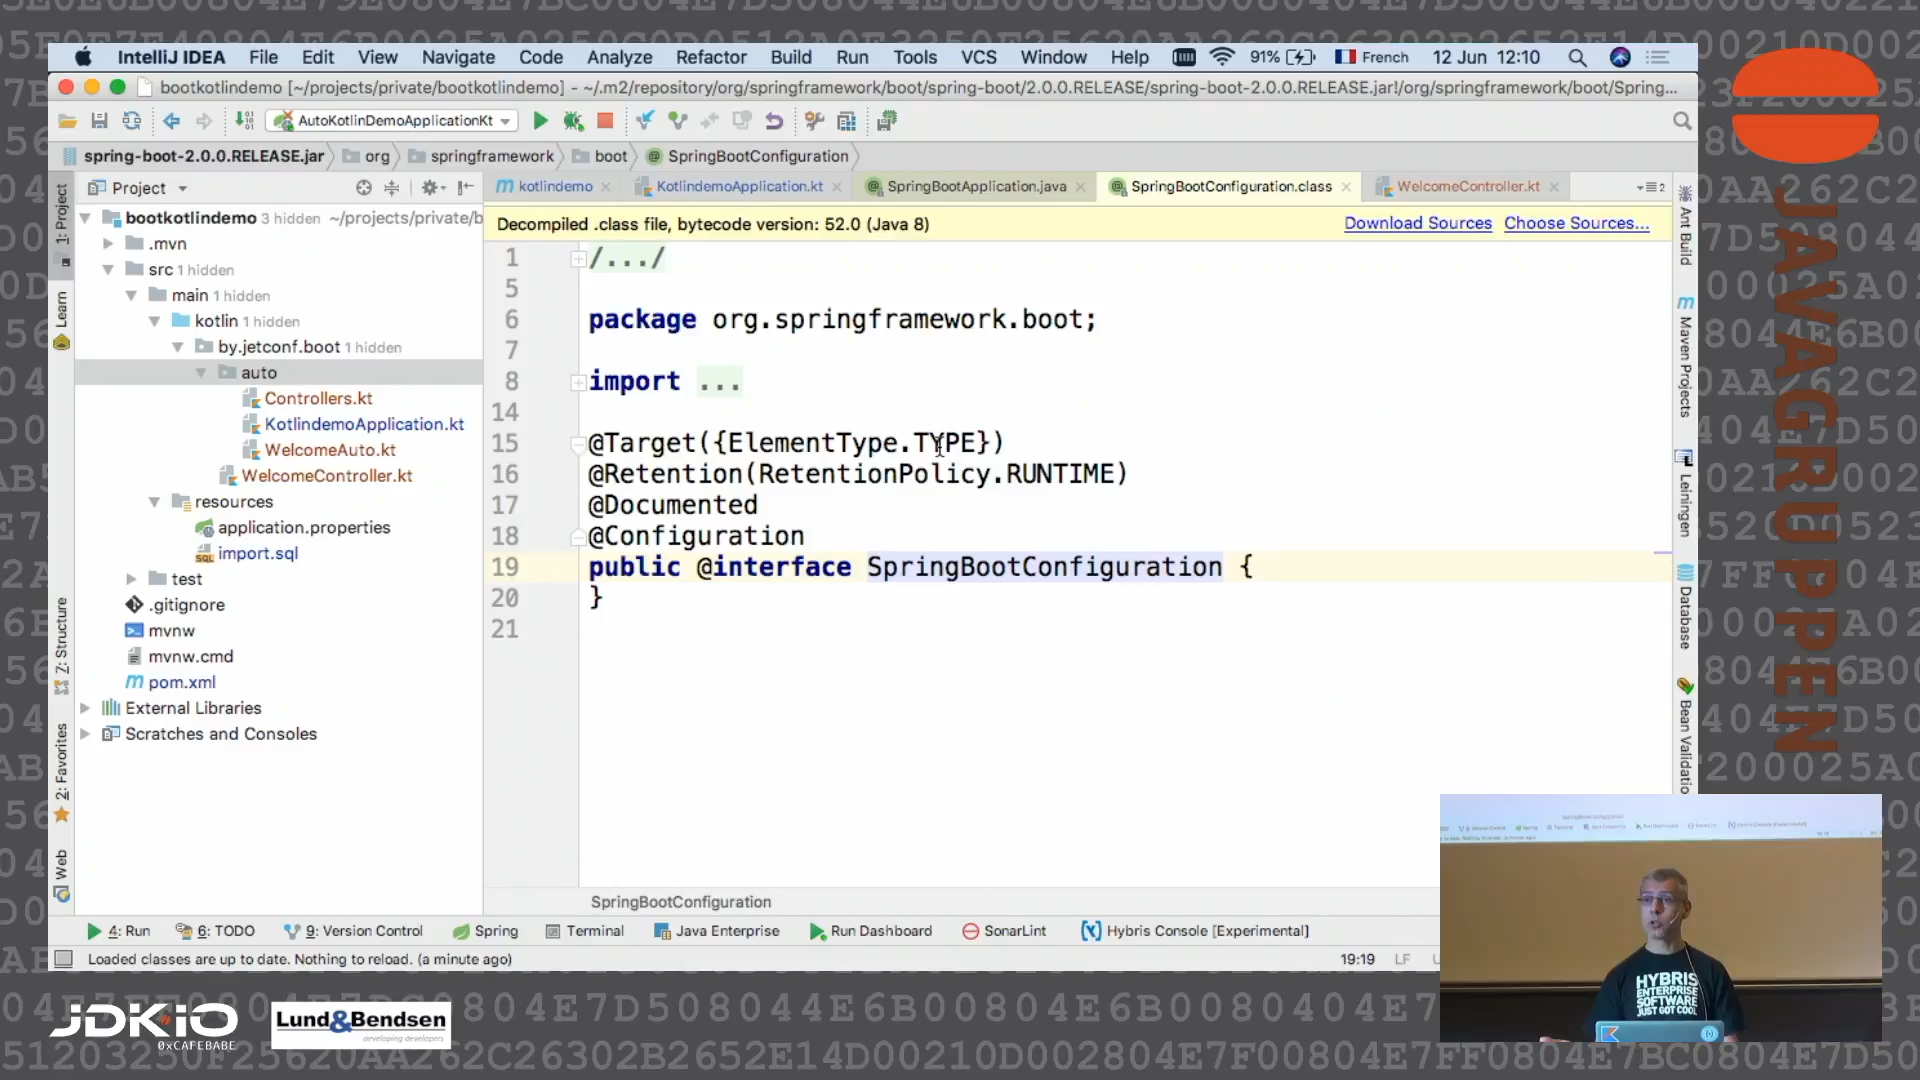 IntelliJ IDEA File Edit View Navigate Code Analyze Refactor Build Run Tools VCS Window Help 91% French 12 Jun 12:10
bootkotlindemo [~/projects/private/bootkotlindemo] - ~/.m2/repository/org/springframework/boot/spring-boot/2.0.0.RELEASE/spring-boot-2.0.0.RELEASE.jar!/org/springframework/boot/Spring...
AutoKotlinDemoApplicationKt
spring-boot-2.0.0.RELEASE.jar org springframework boot SpringBootConfiguration
Project
kotlindemo KotlindemoApplication.kt SpringBootApplication.java SpringBootConfiguration.class WelcomeController.kt
Decompiled .class file, bytecode version: 52.0 (Java 8) Download Sources Choose Sources...
1: Project
Learn
7: Structure
2: Favorites
Web
bootkotlindemo 3 hidden ~/projects/private/b
.mvn
src 1 hidden
main 1 hidden
kotlin 1 hidden
by.jetconf.boot 1 hidden
auto
Controllers.kt
KotlindemoApplication.kt
WelcomeAuto.kt
WelcomeController.kt
resources
application.properties
import.sql
test
.gitignore
mvnw
mvnw.cmd
pom.xml
External Libraries
Scratches and Consoles
1 /.../
5
6 package org.springframework.boot;
7
8 import ...
14
15 @Target({ElementType.TYPE})
16 @Retention(RetentionPolicy.RUNTIME)
17 @Documented
18 @Configuration
19 public @interface SpringBootConfiguration {
20 }
21
SpringBootConfiguration
Ant Build
Maven Projects
Leiningen
Database
Bean Validatio
4: Run 6: TODO 9: Version Control Spring Terminal Java Enterprise Run Dashboard SonarLint Hybris Console [Experimental]
Loaded classes are up to date. Nothing to reload. (a minute ago) 19:19 LF
JAVAGRUPPEN
HYBRIS
ENTERPRISE
SOFTWARE
JUST GOT COOL
JDKIO
0xCAFEBABE
Lund&Bendsen
developing developers